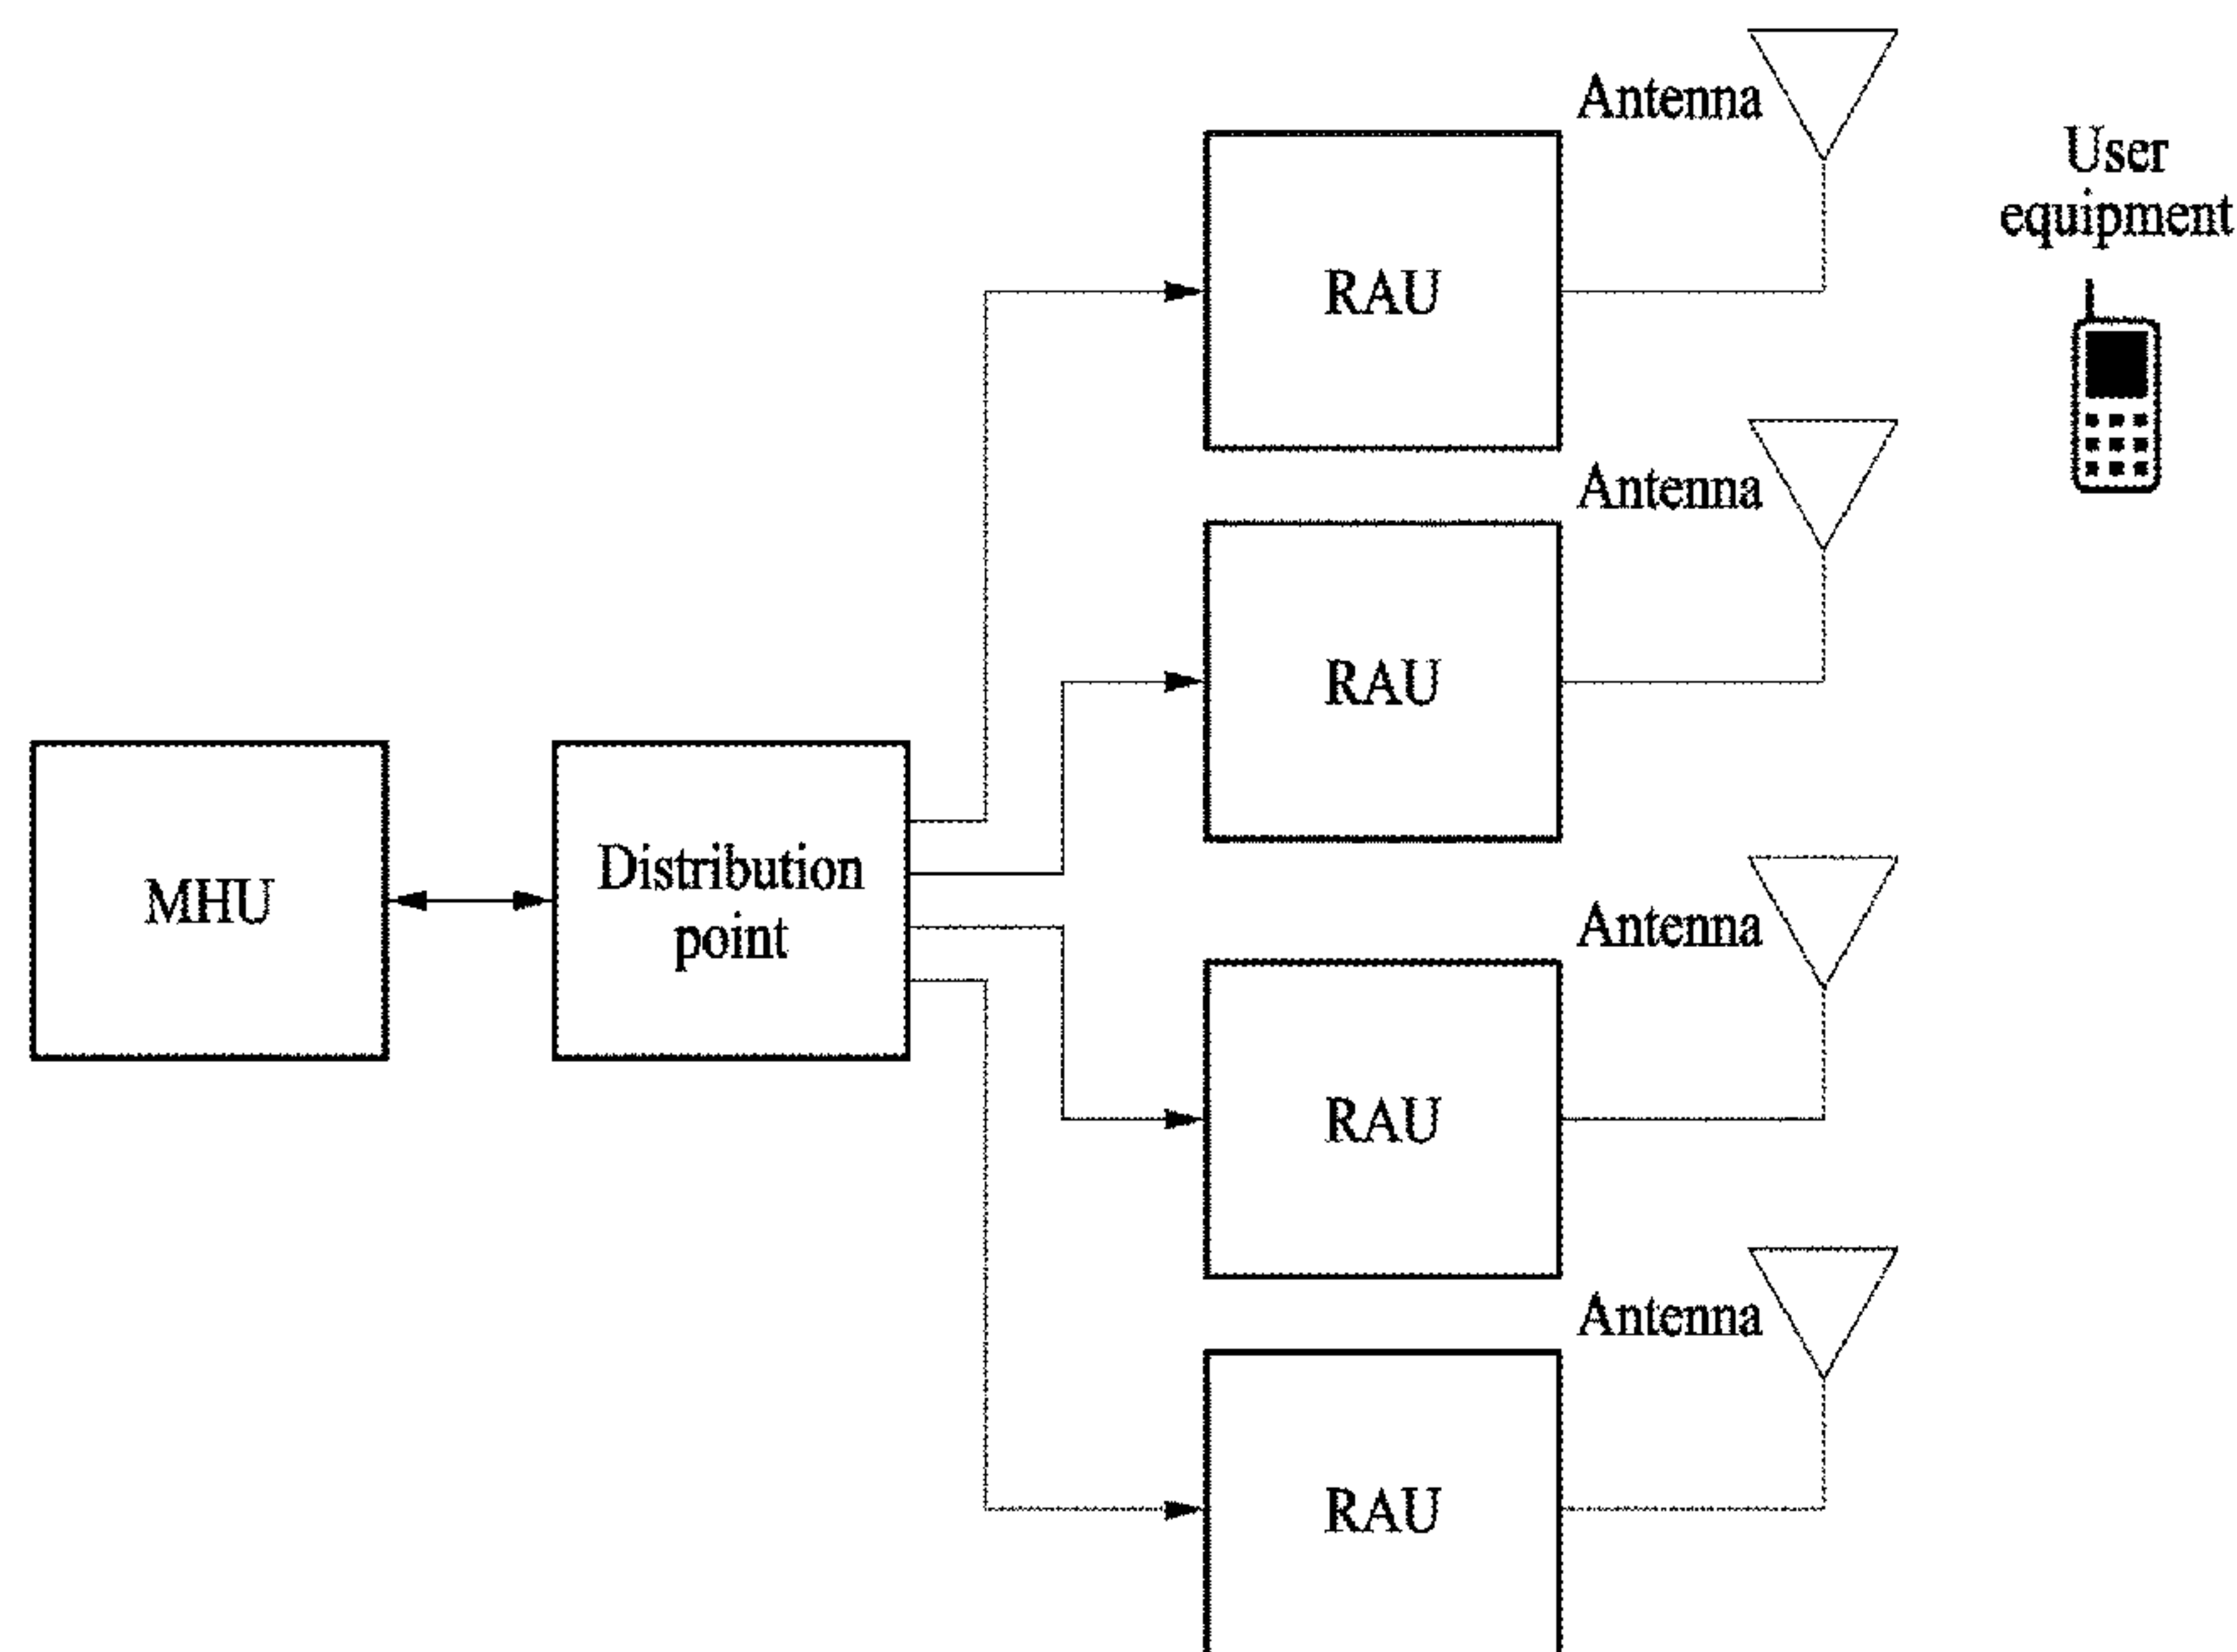 Antenna
User
equipment
RAU
Antenna
RAU
MHU
Distribution
point
Antenna
RAU
Antenna
RAU